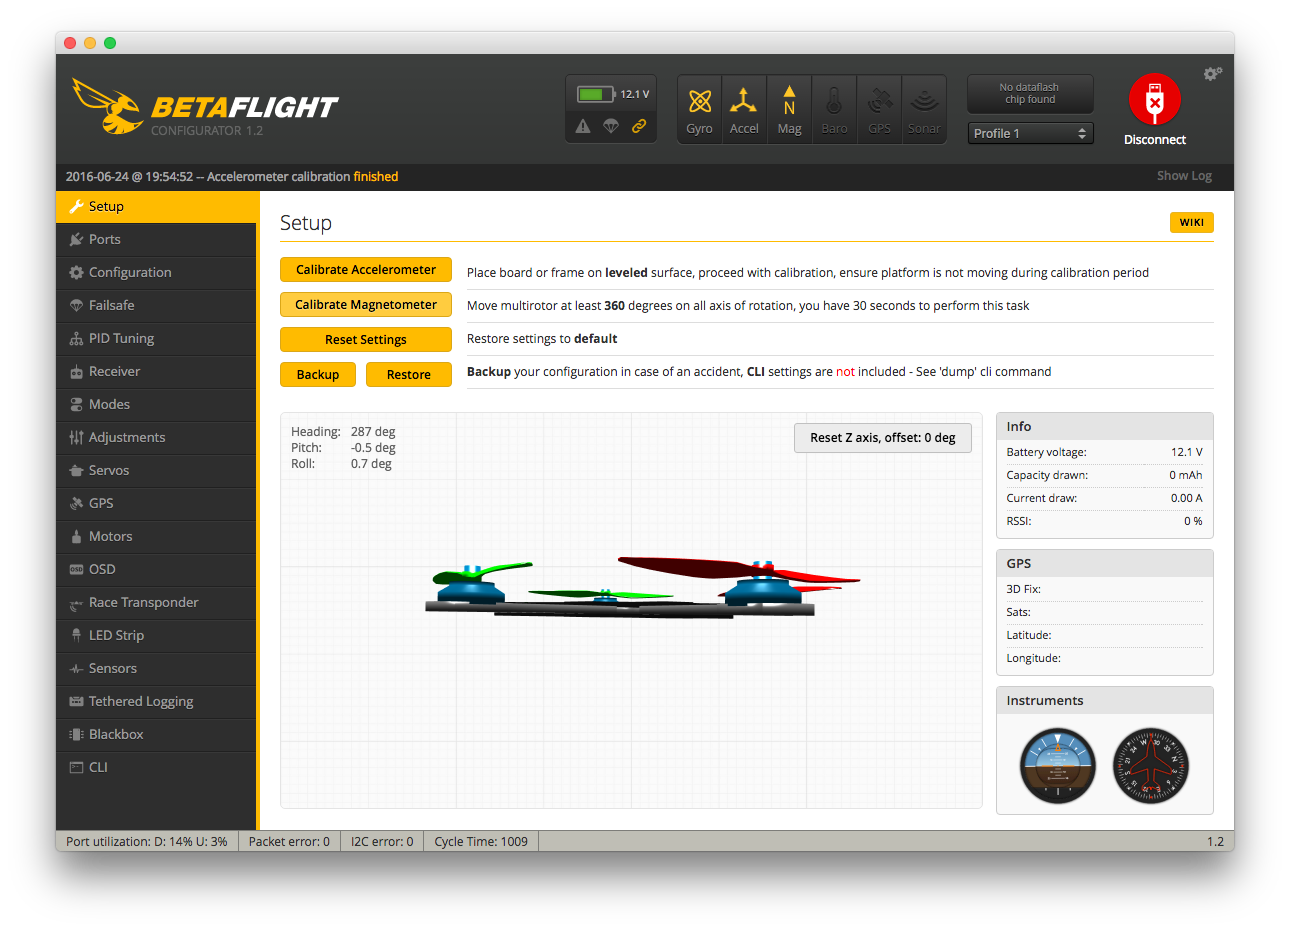 BETAFLIGHT
CONFIGURATOR 1.2
12.1 V
Gyro
Accel
N
Mag
Baro
GPS
Sonar
No dataflash
chip found
Profile 1
Disconnect
2016-06-24 @ 19:54:52 -- Accelerometer calibration finished
Show Log
Setup
Ports
Configuration
Failsafe
PID Tuning
Receiver
Modes
Adjustments
Servos
GPS
Motors
OSD
OSD
Race Transponder
LED Strip
Sensors
Tethered Logging
Blackbox
CLI
Setup
WIKI
Calibrate Accelerometer
Place board or frame on leveled surface, proceed with calibration, ensure platform is not moving during calibration period
Calibrate Magnetometer
Move multirotor at least 360 degrees on all axis of rotation, you have 30 seconds to perform this task
Reset Settings
Restore settings to default
Backup
Restore
Backup your configuration in case of an accident, CLI settings are not included - See 'dump' cli command
Heading: 287 deg
Pitch: -0.5 deg
Roll: 0.7 deg
Reset Z axis, offset: 0 deg
Info
Battery voltage: 12.1 V
Capacity drawn: 0 mAh
Current draw: 0.00 A
RSSI: 0 %
GPS
3D Fix:
Sats:
Latitude:
Longitude:
Instruments
W 30 33 N 3 6 E 12 15 S 21 24
Port utilization: D: 14% U: 3%
Packet error: 0
I2C error: 0
Cycle Time: 1009
1.2